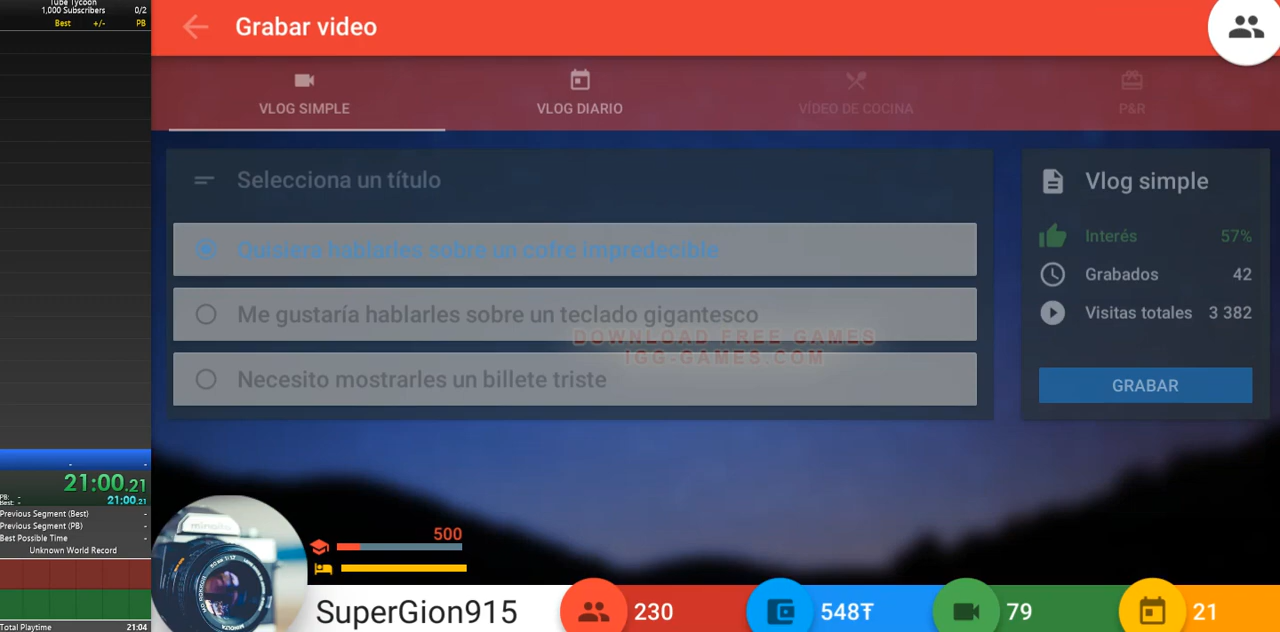 Tube Tycoon
1,000 Subscribers 0/2
Best +/- PB
Grabar video
VLOG SIMPLE
VLOG DIARIO
VÍDEO DE COCINA
P&R
Selecciona un título
Quisiera hablarles sobre un cofre impredecible
Me gustaría hablarles sobre un teclado gigantesco
Necesito mostrarles un billete triste
DOWNLOAD FREE GAMES
IGG-GAMES.COM
Vlog simple
Interés 57%
Grabados 42
Visitas totales 3 382
GRABAR
- -
21:00.21
PB: -
Best: - 21:00.21
Previous Segment (Best) -
Previous Segment (PB) -
Best Possible Time -
Unknown World Record
Total Playtime 21:04
minolta
500
SuperGion915
230
548₮
79
21